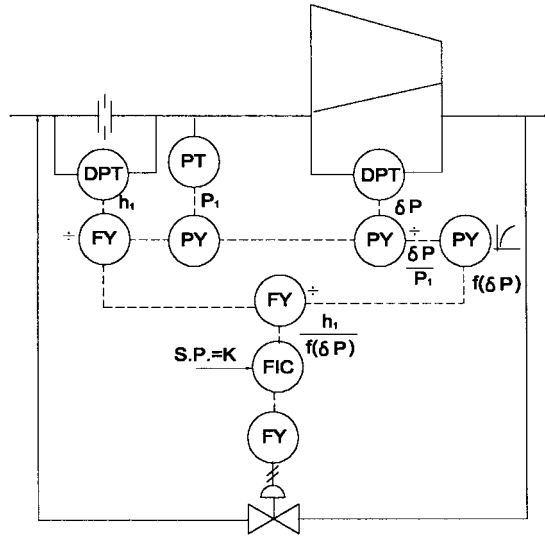 DPT
PT
DPT
h₁
P₁
δP
÷
FY
PY
PY
÷
PY
δP
P₁
f(δP)
FY
÷
h₁
f(δP)
S.P.=K
FIC
FY